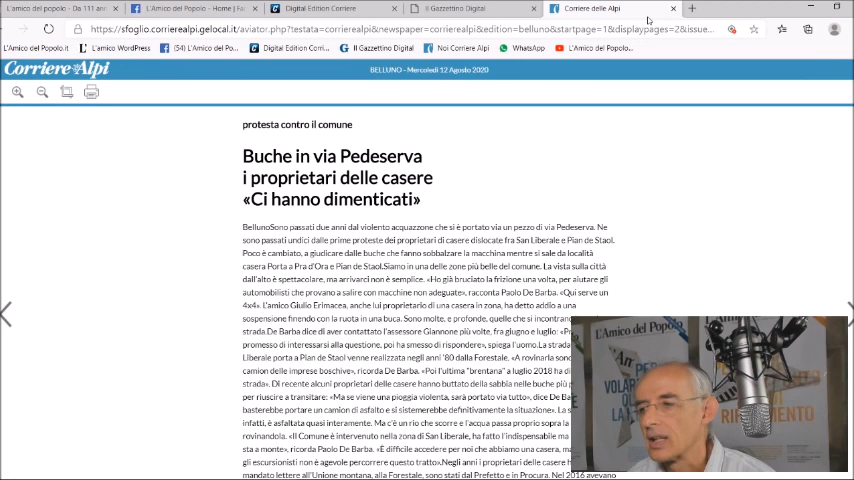 L'amico del popolo - Da 111 ann
L'Amico del Popolo - Home | Fa
Digital Edition Corriere
Il Gazzettino Digital
Corriere delle Alpi
https://sfoglio.corrierealpi.gelocal.it/aviator.php?testata=corrierealpi&newspaper=corrierealpi&edition=belluno&startpage=1&displaypages=2&issue...
L'Amico del Popolo.it
L'amico WordPress
(54) L'Amico del Po...
Digital Edition Corri...
Il Gazzettino Digital
Noi Corriere Alpi
WhatsApp
L'Amico del Popolo...
Corriere Alpi
BELLUNO - Mercoledì 12 Agosto 2020
protesta contro il comune
Buche in via Pedeserva
i proprietari delle casere
«Ci hanno dimenticati»
BellunoSono passati due anni dal violento acquazzone che si è portato via un pezzo di via Pedeserva. Ne
sono passati undici dalle prime proteste dei proprietari di casere dislocate fra San Liberale e Pian de Staol.
Poco è cambiato, a giudicare dalle buche che fanno sobbalzare la macchina mentre si sale da località
casera Porta a Pra d'Ora e Pian de Staol.Siamo in una delle zone più belle del comune. La vista sulla città
dall'alto è spettacolare, ma arrivarci non è semplice. «Ho già bruciato la frizione una volta, per aiutare gli
automobilisti che provano a salire con macchine non adeguate», racconta Paolo De Barba. «Qui serve un
4x4». L'amico Giulio Erimacea, anche lui proprietario di una casera in zona, ha detto addio a una
sospensione finendo con la ruota in una buca. Sono molte, e profonde, quelle che si incontran
strada.De Barba dice di aver contattato l'assessore Giannone più volte, fra giugno e luglio:
promesso di interessarsi alla questione, poi ha smesso di rispondere», spiega l'uomo.La strada
Liberale porta a Pian de Staol venne realizzata negli anni '80 dalla Forestale. «A rovinarla sono
camion delle imprese boschive», ricorda De Barba. «Poi l'ultima "brentana" a luglio 2018 ha di
strada». Di recente alcuni proprietari delle casere hanno buttato della sabbia nelle buche più p
per riuscire a transitare: «Ma se viene una pioggia violenta, sarà portato via tutto», dice De Ba
basterebbe portare un camion di asfalto e si sistemerebbe definitivamente la situazione». La s
infatti, è asfaltata quasi interamente. Ma c'è un rio che scorre e l'acqua passa proprio sopra la
rovinandola. «Il Comune è intervenuto nella zona di San Liberale, ha fatto l'indispensabile ma
sta a monte», ricorda Paolo De Barba. «È difficile accedere per noi che abbiamo una casera, ma
gli escursionisti non è agevole percorrere questo tratto».Negli anni i proprietari delle casere h
mandato lettere all'Unione montana, alla Forestale, sono stati dal Prefetto e in Procura. Nel 2016 avevano
L'Amico del Popolo
PER
VOLAR